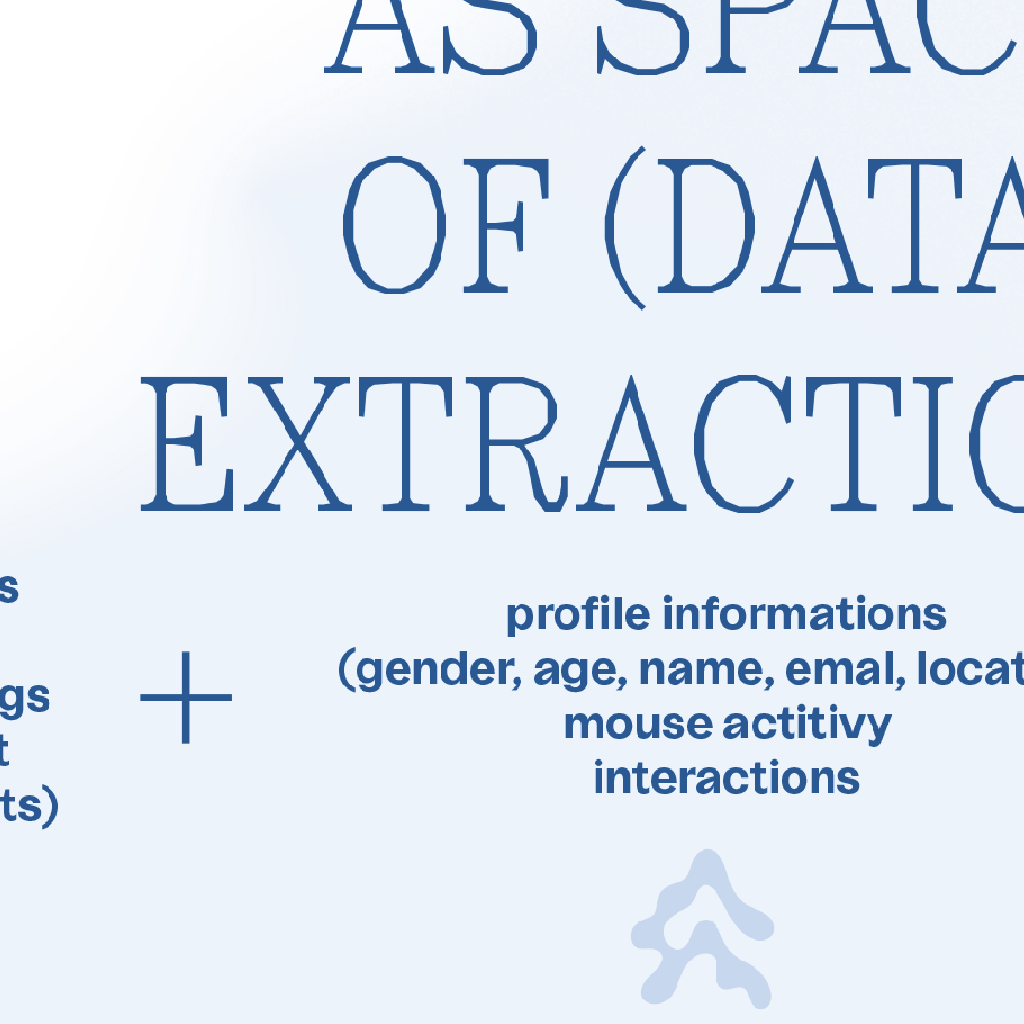 AS SPAC
OF (DATA
EXTRACTIO
s
gs
t
ts)
profile informations
(gender, age, name, emal, locat
mouse actitivy
interactions